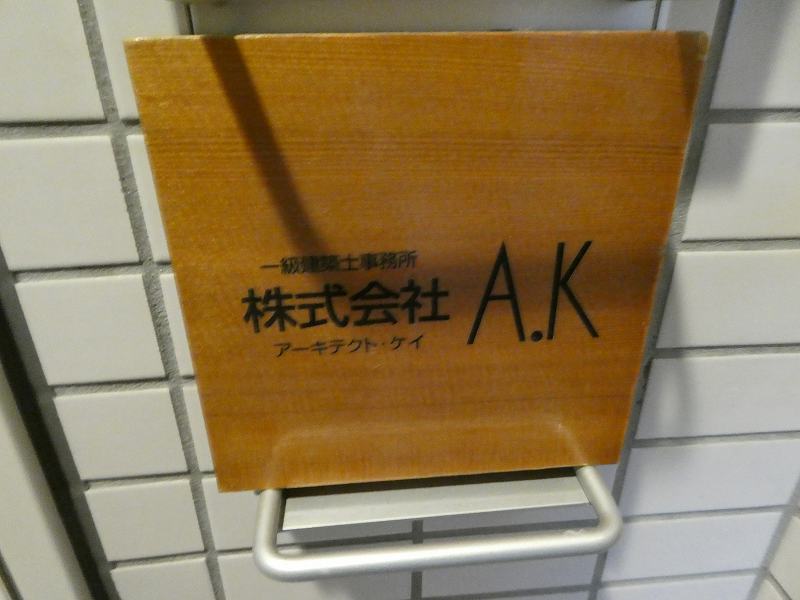 一級建築士事務所
株式会社 A.K
アーキテクト・ケイ